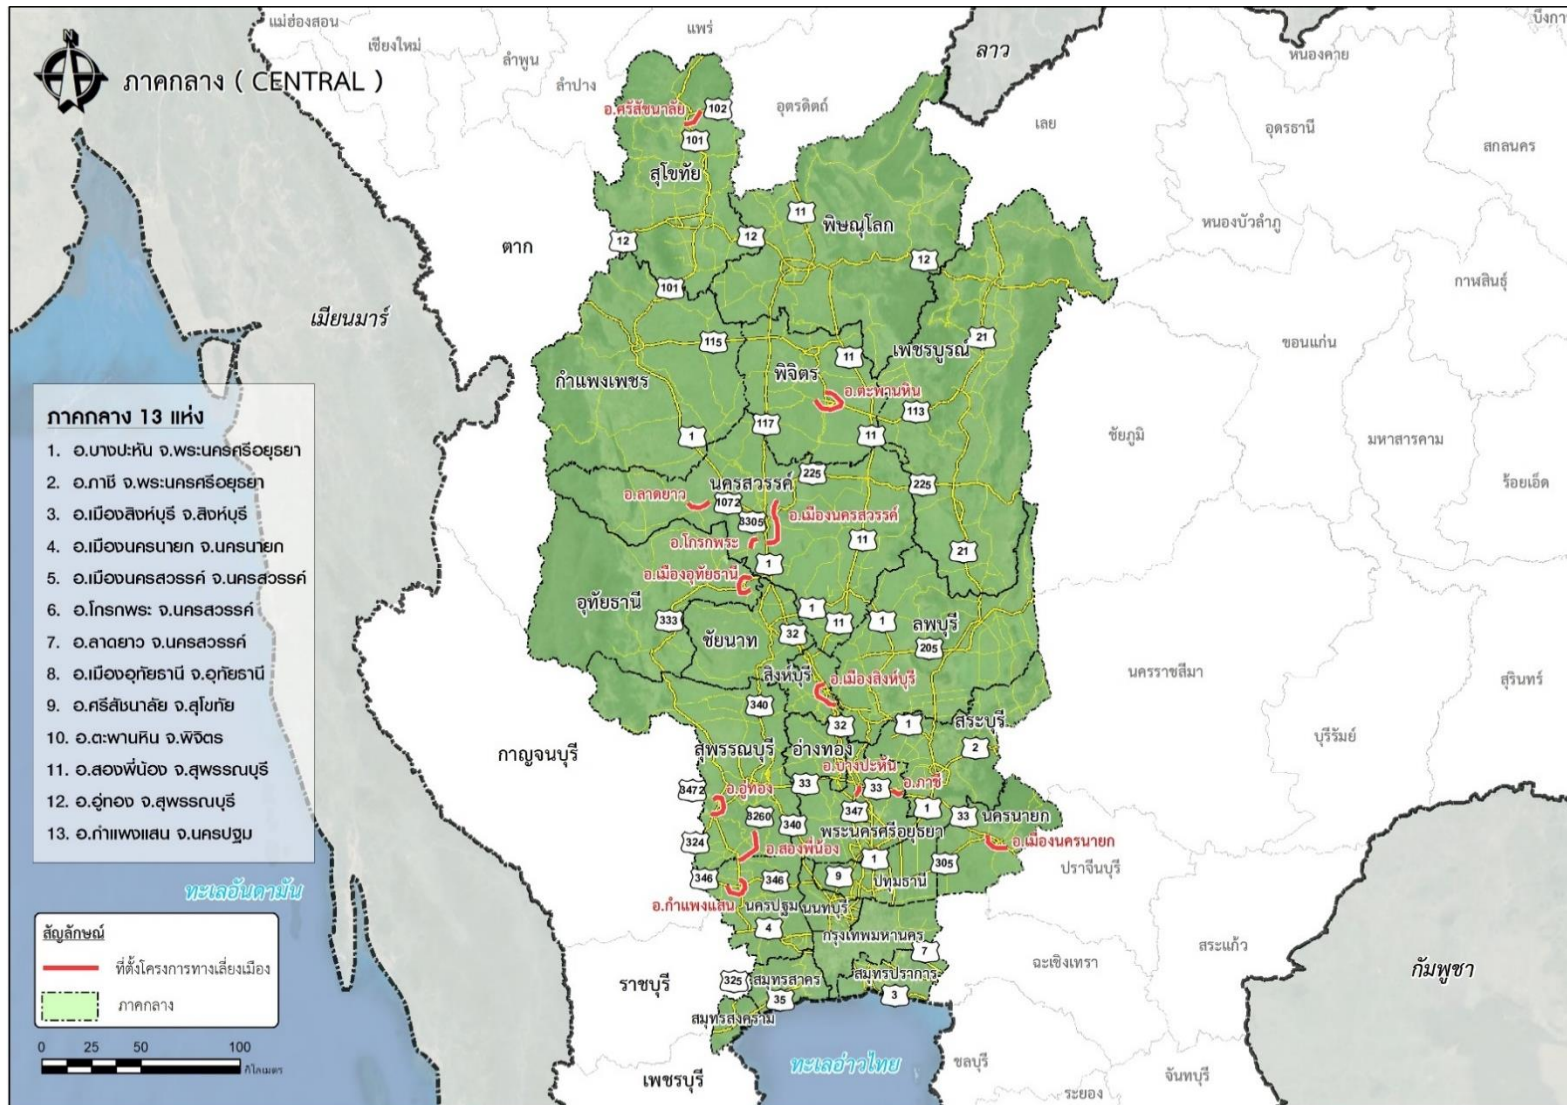 N
ภาคกลาง ( CENTRAL )
แม่ฮ่องสอน
เชียงใหม่
ลำพูน
ลำปาง
แพร่
อุตรดิตถ์
ลาว
เลย
หนองคาย
อุดรธานี
สกลนคร
หนองบัวลำภู
กาฬสินธุ์
ขอนแก่น
ชัยภูมิ
มหาสารคาม
ร้อยเอ็ด
นครราชสีมา
สุรินทร์
บุรีรัมย์
ตาก
เมียนมาร์
กาญจนบุรี
ราชบุรี
เพชรบุรี
อ.ศรีสัชนาลัย
102
101
สุโขทัย
11
พิษณุโลก
12
12
12
101
115
11
เพชรบูรณ์
21
กำแพงเพชร
พิจิตร
อ.ตะพานหิน
113
117
1
11
225
นครสวรรค์
225
อ.ลาดยาว
1072
3305
อ.เมืองนครสวรรค์
อ.โกรกพระ
11
21
1
อ.เมืองอุทัยธานี
อุทัยธานี
333
ชัยนาท
1
32
11
1
ลพบุรี
205
สิงห์บุรี
อ.เมืองสิงห์บุรี
340
32
1
สระบุรี
2
สุพรรณบุรี
อ่างทอง
อ.บางปะหัน
3472
อ.อู่ทอง
33
33
อ.ภาชี
3260
340
347
1
33
นครนายก
พระนครศรีอยุธยา
324
อ.สองพี่น้อง
อ.เมืองนครนายก
1
305
ปราจีนบุรี
346
346
9
ปทุมธานี
อ.กำแพงแสน
นครปฐม
นนทบุรี
4
กรุงเทพมหานคร
7
325
สมุทรสาคร
สมุทรปราการ
35
3
สมุทรสงคราม
ฉะเชิงเทรา
สระแก้ว
กัมพูชา
ทะเลอ่าวไทย
ชลบุรี
ระยอง
จันทบุรี
ภาคกลาง 13 แห่ง
1. อ.บางปะหัน จ.พระนครศรีอยุธยา
2. อ.ภาชี จ.พระนครศรีอยุธยา
3. อ.เมืองสิงห์บุรี จ.สิงห์บุรี
4. อ.เมืองนครนายก จ.นครนายก
5. อ.เมืองนครสวรรค์ จ.นครสวรรค์
6. อ.โกรกพระ จ.นครสวรรค์
7. อ.ลาดยาว จ.นครสวรรค์
8. อ.เมืองอุทัยธานี จ.อุทัยธานี
9. อ.ศรีสัชนาลัย จ.สุโขทัย
10. อ.ตะพานหิน จ.พิจิตร
11. อ.สองพี่น้อง จ.สุพรรณบุรี
12. อ.อู่ทอง จ.สุพรรณบุรี
13. อ.กำแพงแสน จ.นครปฐม
ทะเลอันดามัน
สัญลักษณ์
ที่ตั้งโครงการทางเลี่ยงเมือง
ภาคกลาง
0 25 50 100
กิโลเมตร